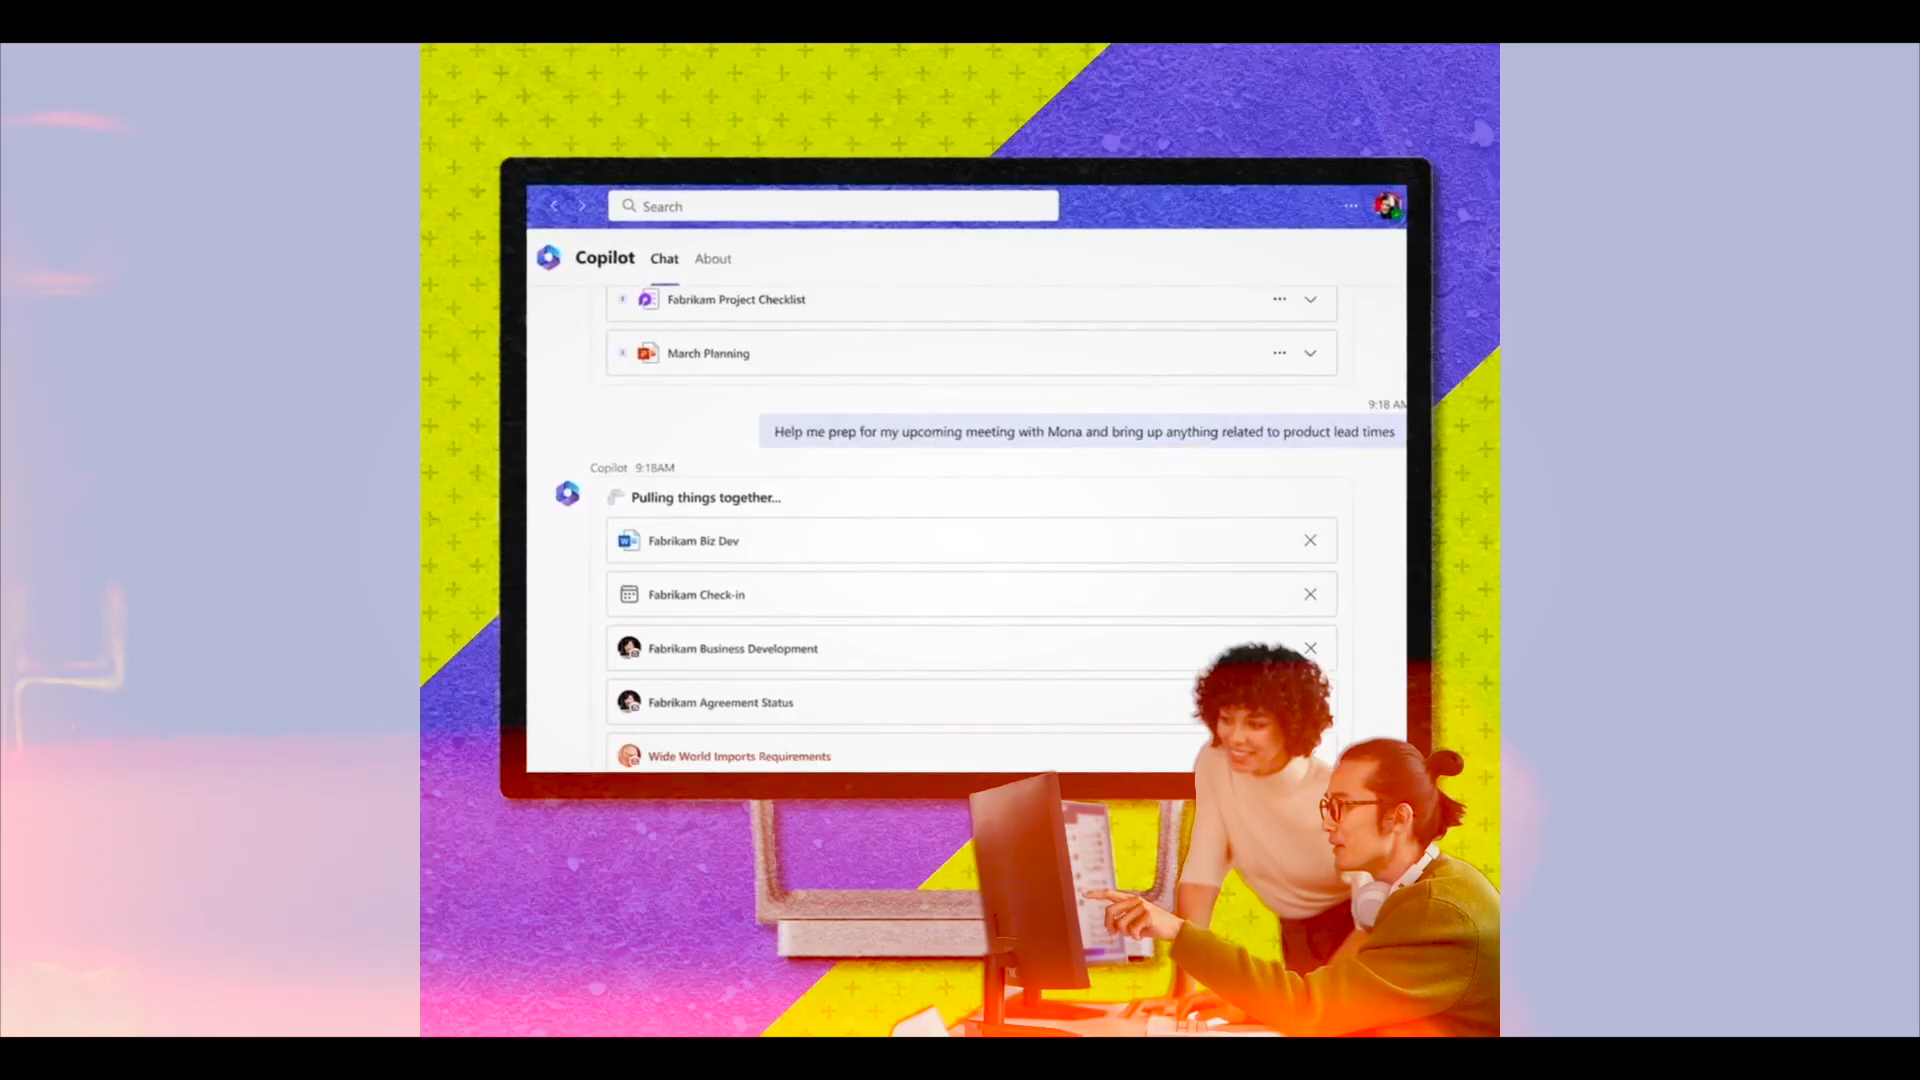 Search
Copilot Chat About
Fabrikam Project Checklist
March Planning
9:18 AM
Help me prep for my upcoming meeting with Mona and bring up anything related to product lead times
Copilot 9:18AM
Pulling things together...
Fabrikam Biz Dev
Fabrikam Check-in
Fabrikam Business Development
Fabrikam Agreement Status
Wide World Imports Requirements